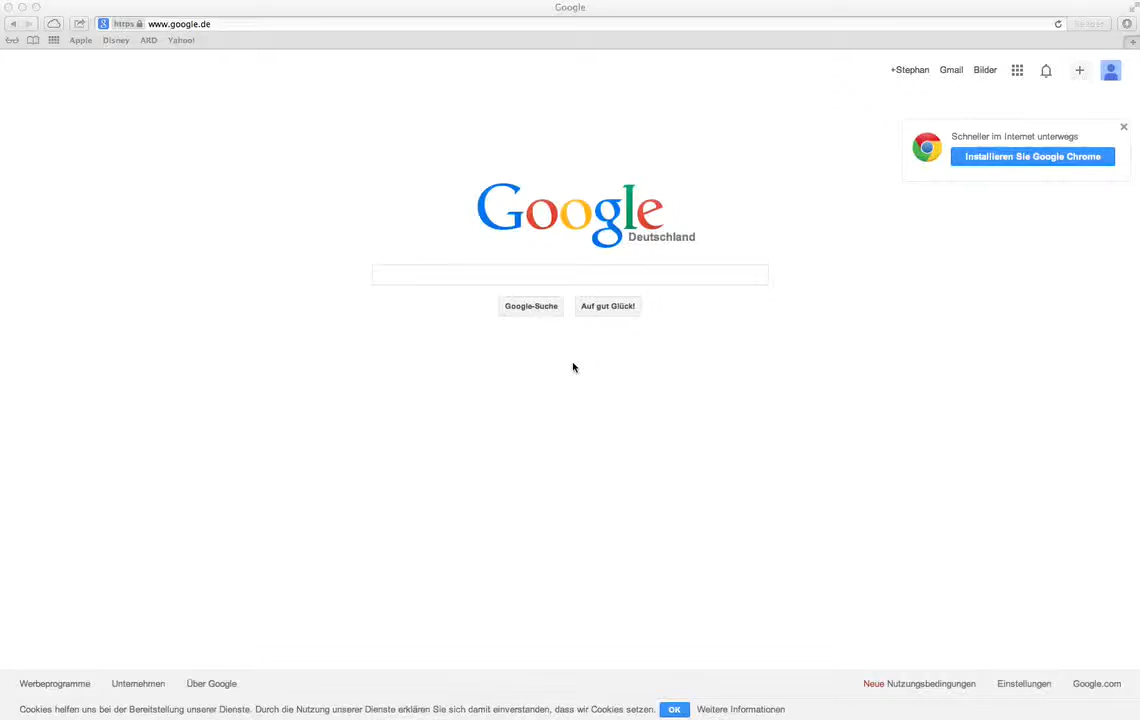 Google
https www.google.de
Apple Disney ARD Yahoo!
+Stephan Gmail Bilder
Schneller im Internet unterwegs
Installieren Sie Google Chrome
Google
Deutschland
Google-Suche Auf gut Glück!
Werbeprogramme Unternehmen Über Google Neue Nutzungsbedingungen Einstellungen Google.com
Cookies helfen uns bei der Bereitstellung unserer Dienste. Durch die Nutzung unserer Dienste erklären Sie sich damit einverstanden, dass wir Cookies setzen. OK Weitere Informationen